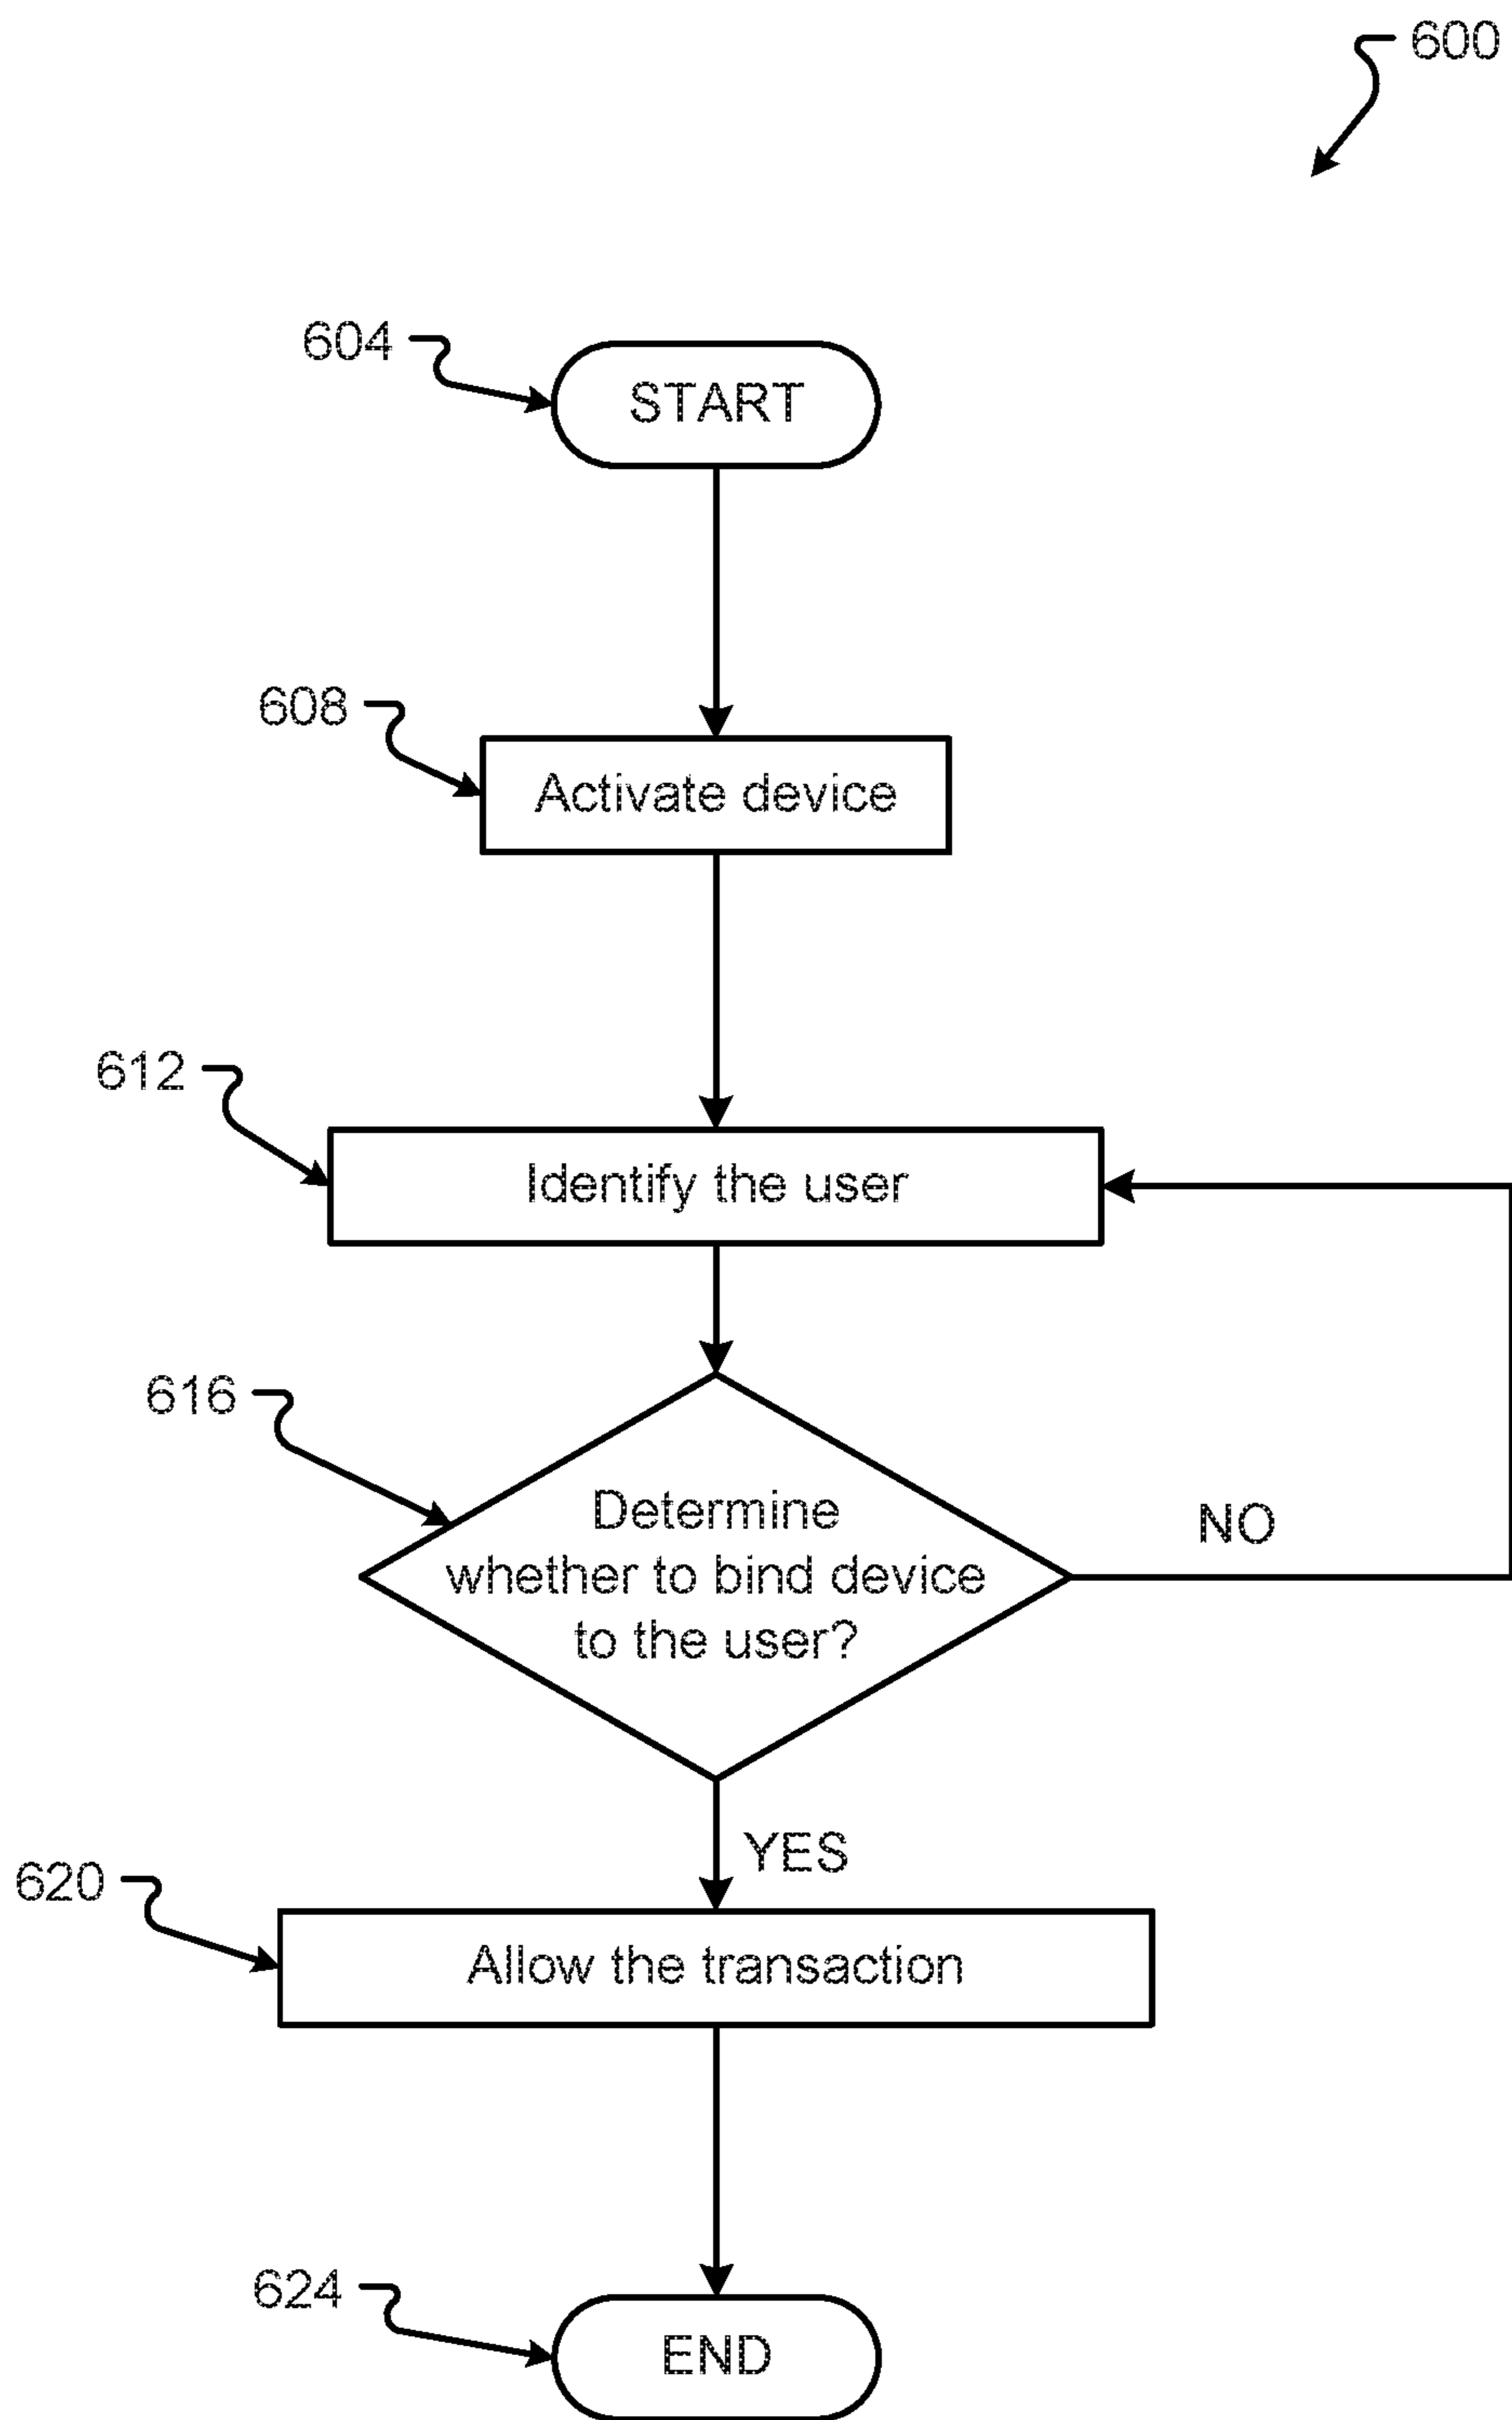 600
604
START
608
Activate device
612
Identify the user
616
Determine
whether to bind device
to the user?
NO
YES
620
Allow the transaction
624
END